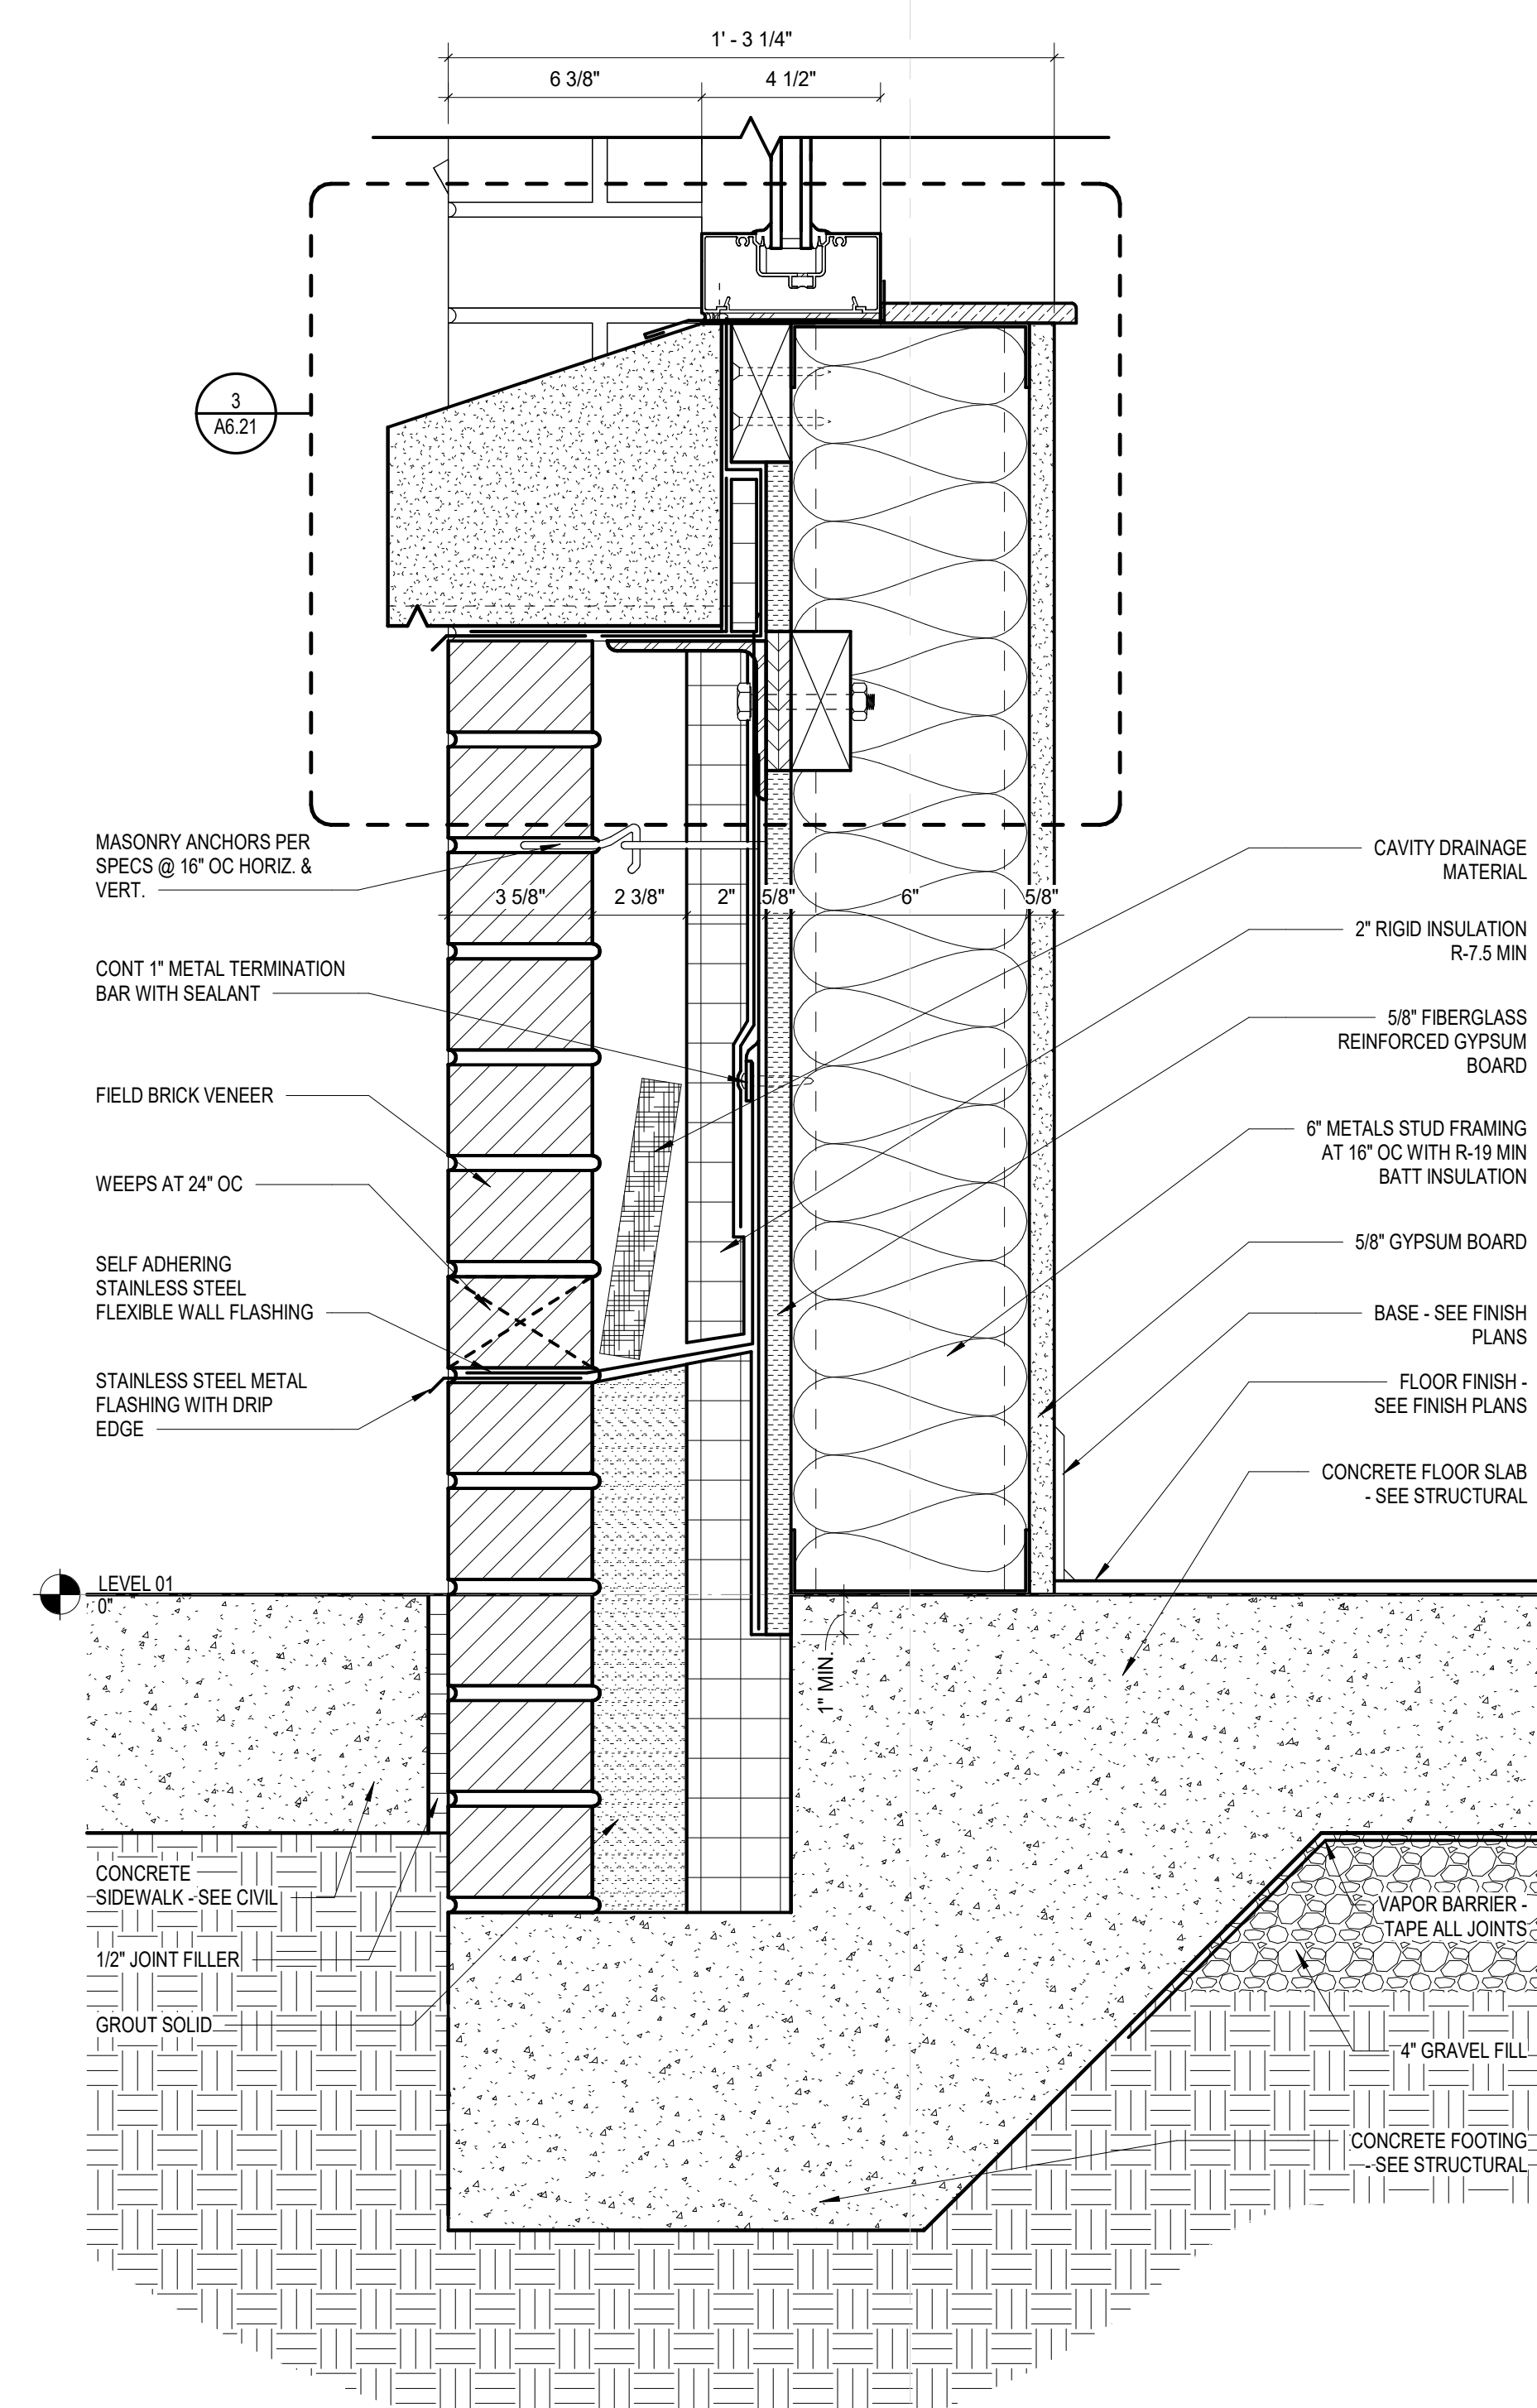 1' - 3 1/4"
6 3/8"
4 1/2"
3
A6.21
MASONRY ANCHORS PER
SPECS @ 16" OC HORIZ. &
VERT.
3 5/8"
2 3/8"
2"
5/8"
6"
5/8"
CONT 1" METAL TERMINATION
BAR WITH SEALANT
FIELD BRICK VENEER
WEEPS AT 24" OC
SELF ADHERING
STAINLESS STEEL
FLEXIBLE WALL FLASHING
STAINLESS STEEL METAL
FLASHING WITH DRIP
EDGE
LEVEL 01
0"
CONCRETE
SIDEWALK - SEE CIVIL
1/2" JOINT FILLER
GROUT SOLID
1" MIN.
CAVITY DRAINAGE
MATERIAL
2" RIGID INSULATION
R-7.5 MIN
5/8" FIBERGLASS
REINFORCED GYPSUM
BOARD
6" METALS STUD FRAMING
AT 16" OC WITH R-19 MIN
BATT INSULATION
5/8" GYPSUM BOARD
BASE - SEE FINISH
PLANS
FLOOR FINISH -
SEE FINISH PLANS
CONCRETE FLOOR SLAB
- SEE STRUCTURAL
VAPOR BARRIER -
TAPE ALL JOINTS
4" GRAVEL FILL
CONCRETE FOOTING
- SEE STRUCTURAL